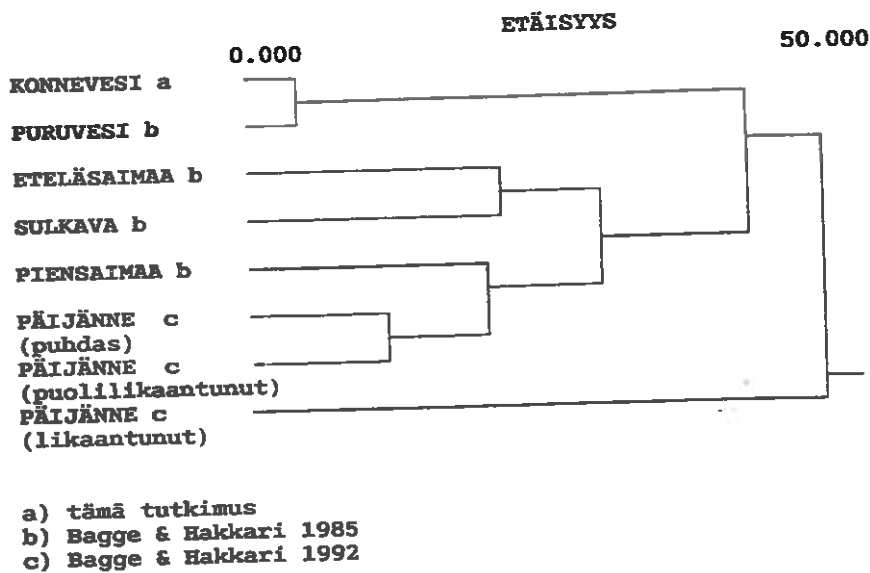 ETÄISYYS
0.000 50.000
KONNEVESI a
PURUVESI b
ETELÄSAIMAA b
SULKAVA b
PIENSAIMAA b
PÄIJÄNNE c
(puhdas)
PÄIJÄNNE c
(puolilikaantunut)
PÄIJÄNNE c
(likaantunut)
a) tämä tutkimus
b) Bagge & Hakkari 1985
c) Bagge & Hakkari 1992